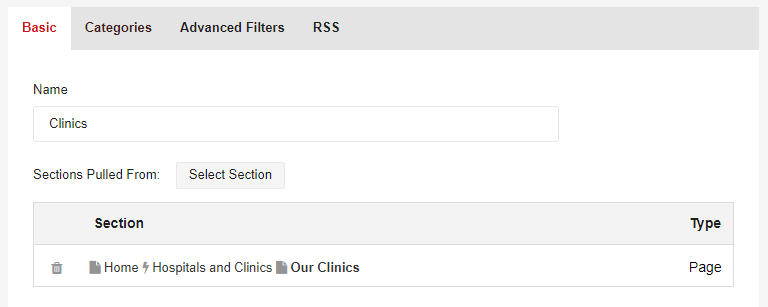 Basic Categories Advanced Filters RSS
Name
Clinics
Sections Pulled From: Select Section
Section Type
Home Hospitals and Clinics Our Clinics Page